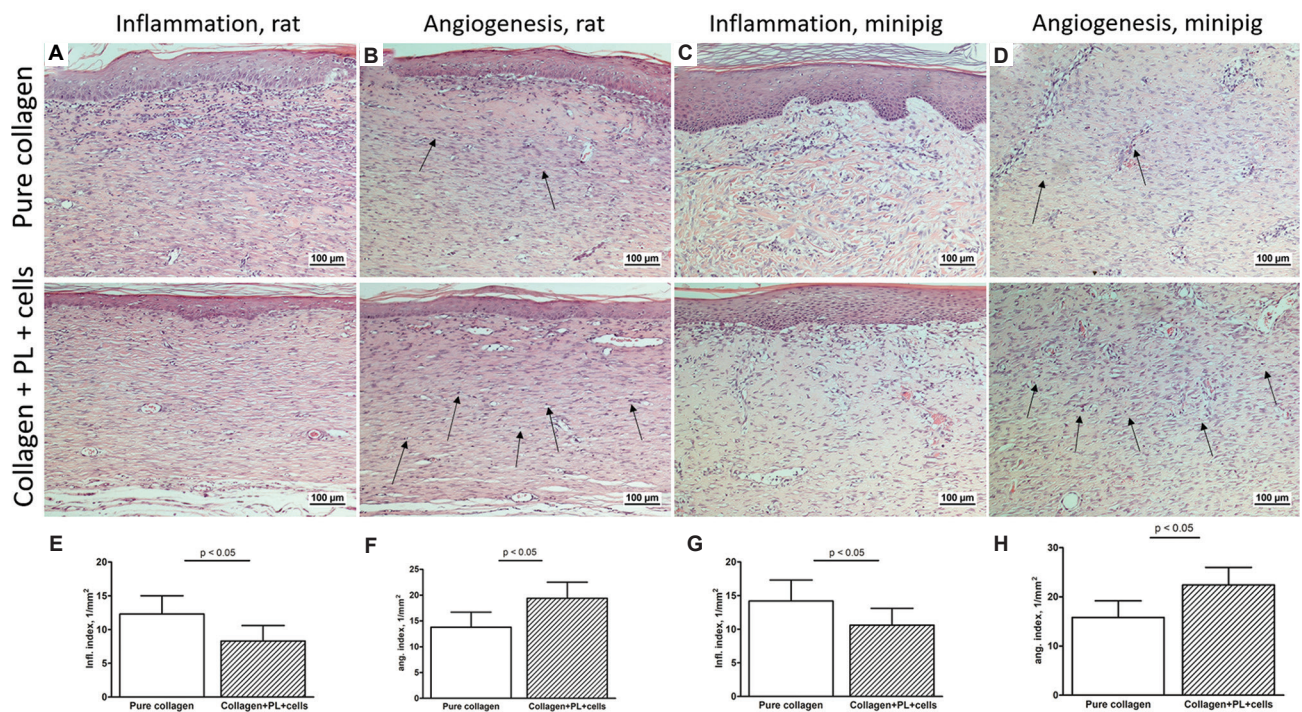 Inflammation, rat
Angiogenesis, rat
Inflammation, minipig
Angiogenesis, minipig
Pure collagen
A
B
C
D
100 µm
100 µm
100 µm
100 µm
Collagen + PL + cells
100 µm
100 µm
100 µm
100 µm
E
p < 0.05
Infl. index, 1/mm²
20
15
10
5
0
Pure collagen
Collagen+PL+cells
F
p < 0.05
ang. index, 1/mm²
25
20
15
10
5
0
Pure collagen
Collagen+PL+cells
G
p < 0.05
Infl. index, 1/mm²
20
15
10
5
0
Pure collagen
Collagen+PL+cells
H
p < 0.05
ang. index, 1/mm²
30
20
10
0
Pure collagen
Collagen+PL+cells